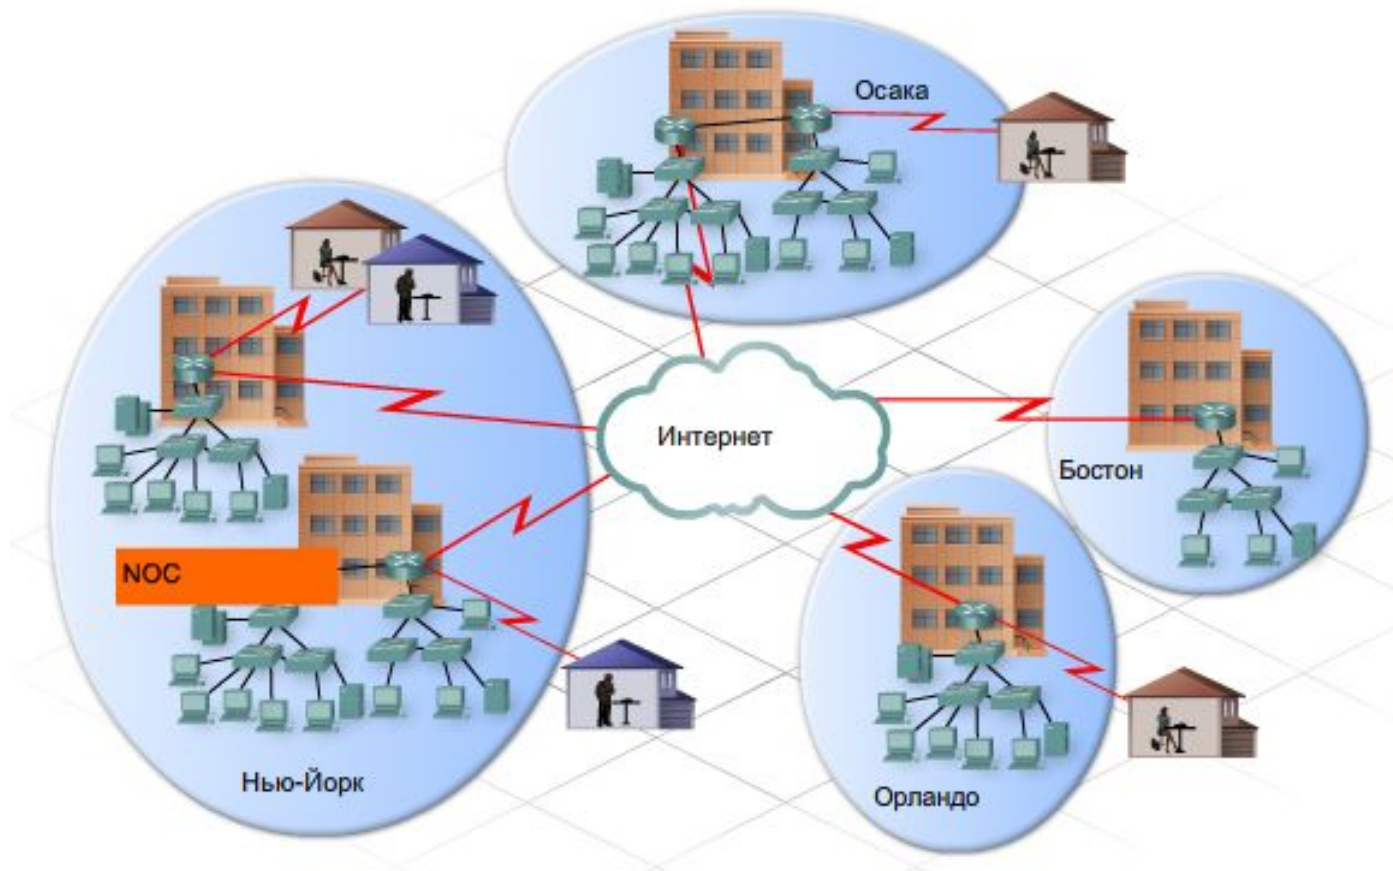 Осака
Интернет
Бостон
NOC
Нью-Йорк
Орландо